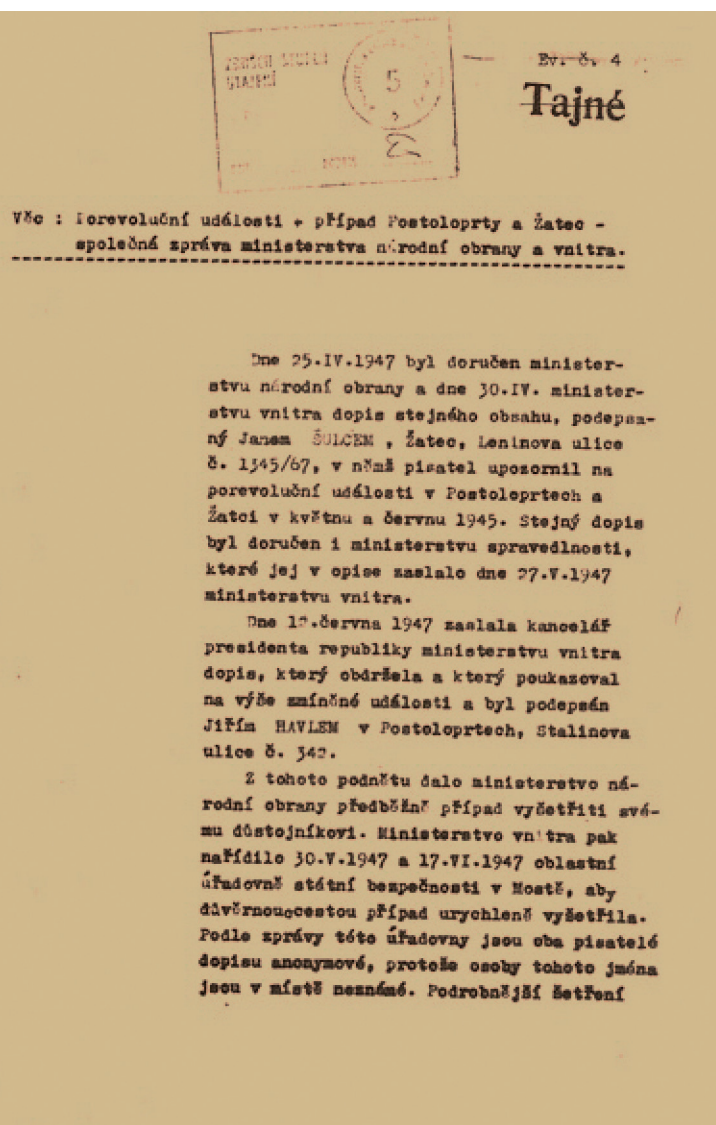 Ev. č. 4
Tajné
5
Věc : Porevoluční události + případ Postoloprty a Žatec -
společná zpráva ministerstva národní obrany a vnitra.
Dne 25.IV.1947 byl doručen minister-
stvu národní obrany a dne 30.IV. minister-
stvu vnitra dopis stejného obsahu, podepsa-
ný Janem ŠULCEM , Žatec, Leninova ulice
č. 1345/67, v němž pisatel upozornil na
porevoluční události v Postoloprtech a
Žatci v květnu a červnu 1945. Stejný dopis
byl doručen i ministerstvu spravedlnosti,
které jej v opise zaslalo dne 27.V.1947
ministerstvu vnitra.
Dne 12.června 1947 zaslala kancelář
presidenta republiky ministerstvu vnitra
dopis, který obdržela a který poukazoval
na výše zmíněné události a byl podepsán
Jiřím HAVLEM v Postoloprtech, Stalinova
ulice č. 342.
Z tohoto podnětu dalo ministerstvo ná-
rodní obrany předběžně případ vyšetřiti své-
mu důstojníkovi. Ministerstvo vnitra pak
nařídilo 30.V.1947 a 17.VI.1947 oblastní
úřadovně státní bezpečnosti v Mostě, aby
důvěrnou cestou případ urychleně vyšetřila.
Podle zprávy této úřadovny jsou oba pisatelé
dopisu anonymové, protože osoby tohoto jména
jsou v místě neznámé. Podrobnější šetření